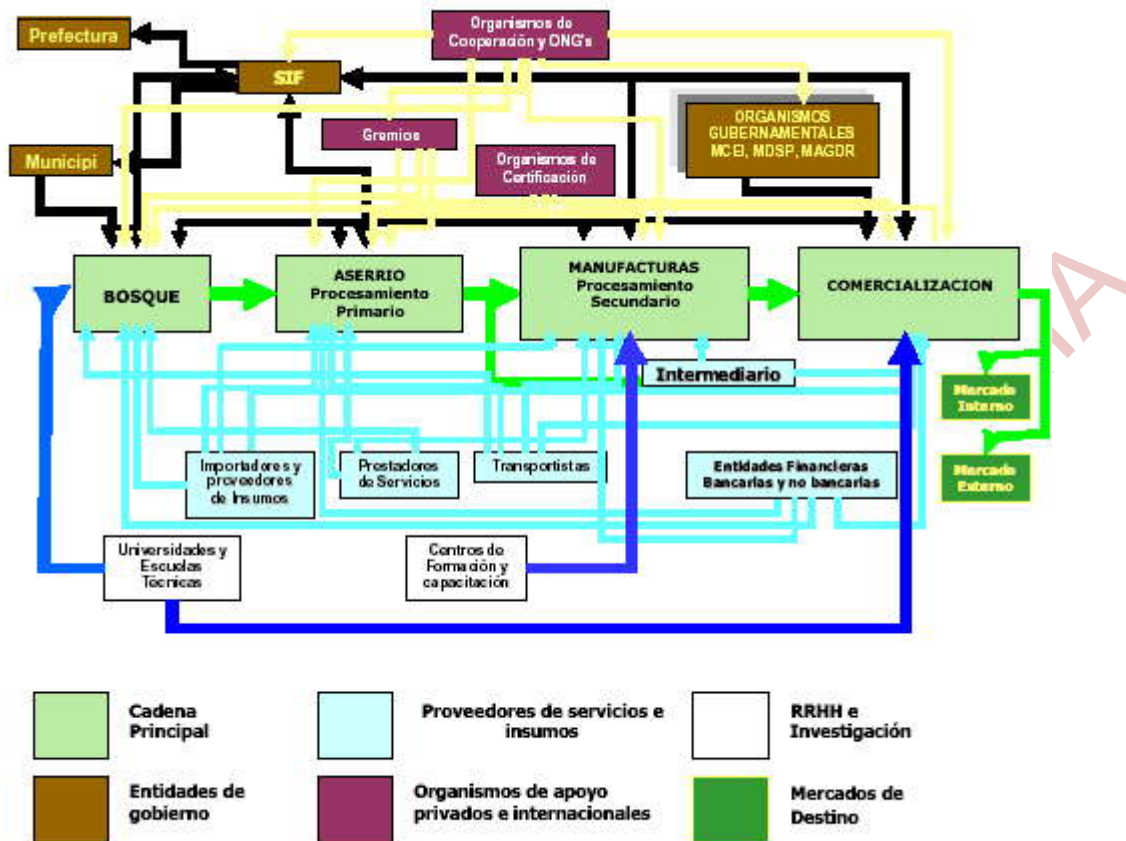 Organismos de
Cooperación y ONG's
Prefectura
SIF
Gremios
ORGANISMOS
GUBERNAMENTALES
MCEI, MDSP, MAGDR
Municipi
Organismos de
Certificación
BOSQUE
ASERRIO
Procesamiento
Primario
MANUFACTURAS
Procesamiento
Secundario
COMERCIALIZACION
Intermediario
Mercado
Interno
Importadores y
proveedores
de Insumos
Prestadores
de Servicios
Transportistas
Entidades Financieras
Bancarias y no bancarias
Mercado
Externo
Universidades y
Escuelas
Técnicas
Centros de
Formación y
capacitación
Cadena
Principal
Proveedores de servicios e
insumos
RRHH e
Investigación
Entidades de
gobierno
Organismos de apoyo
privados e internacionales
Mercados de
Destino